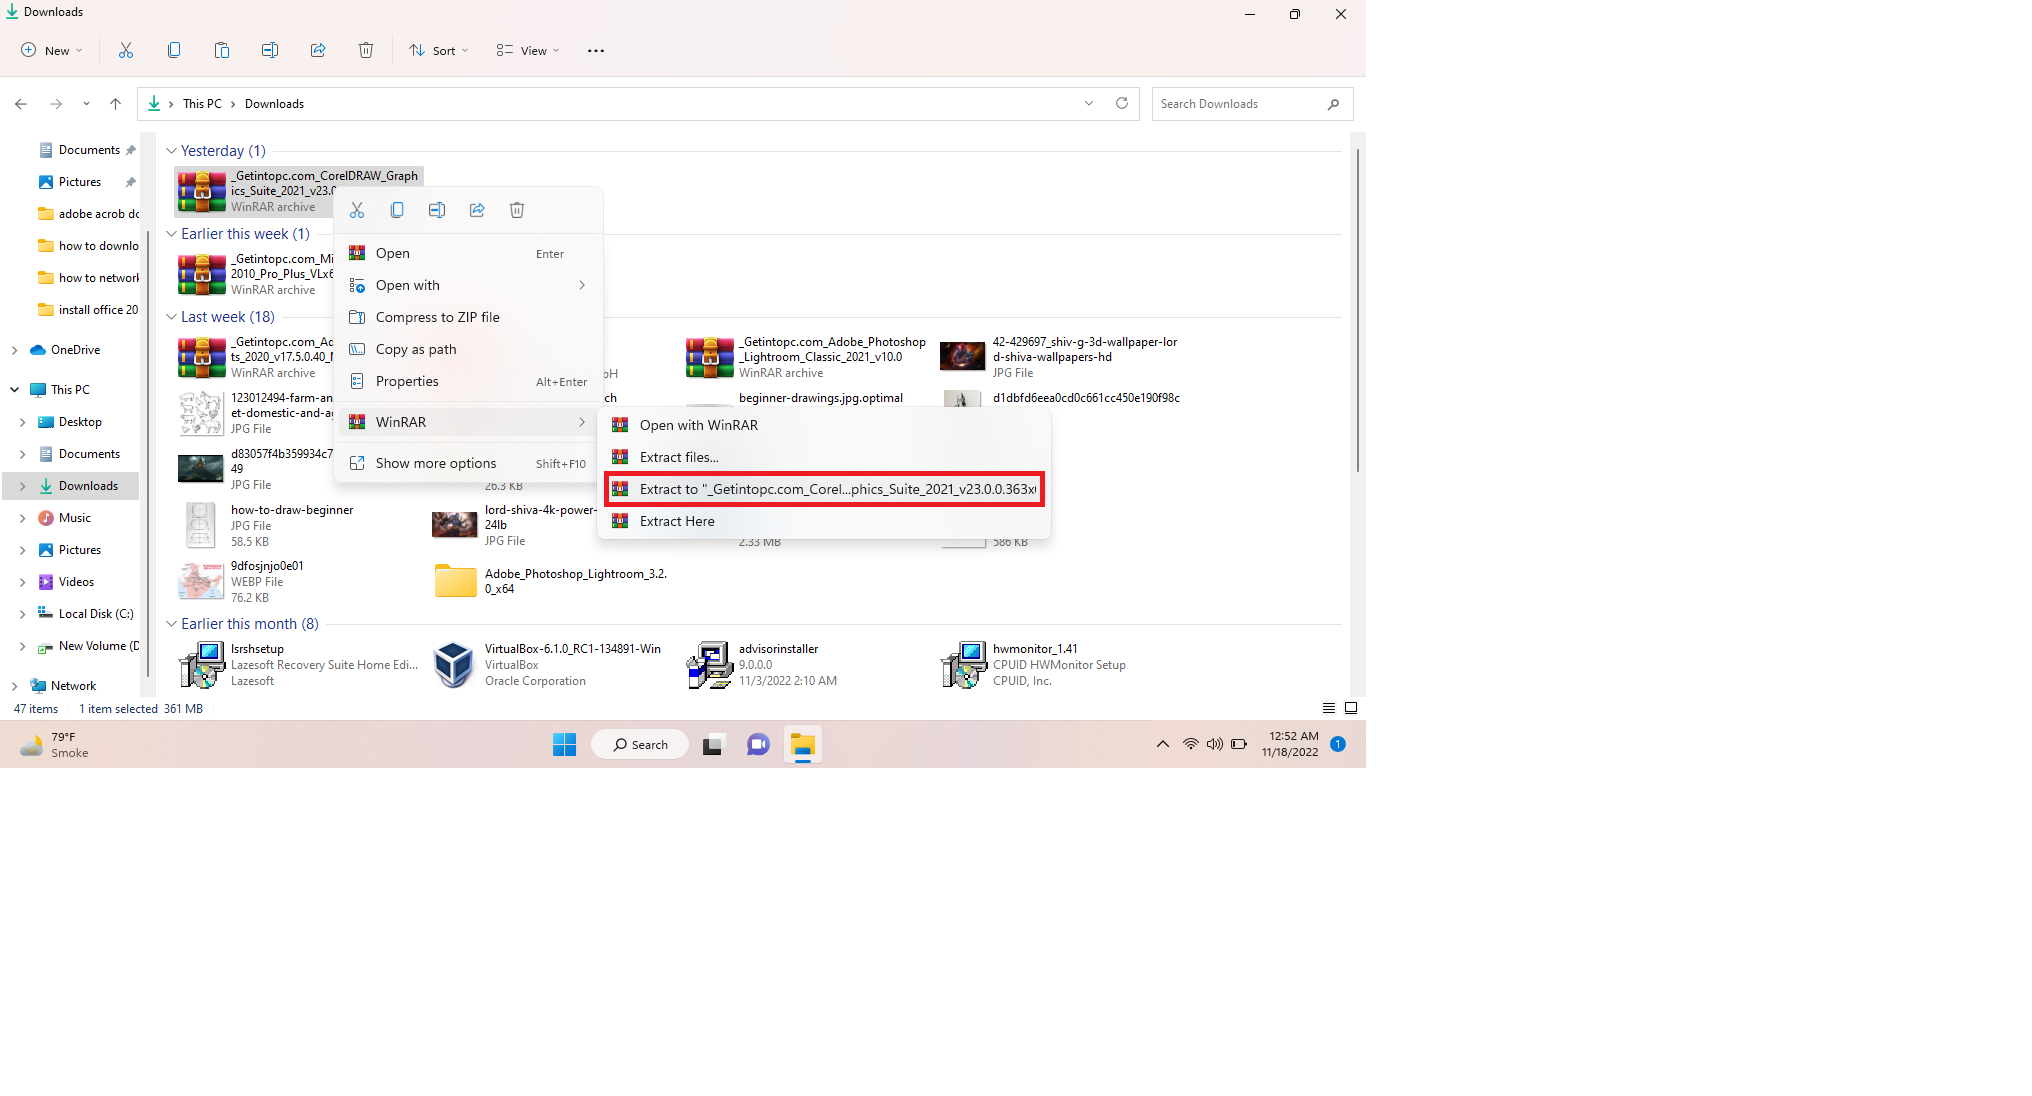 Downloads
New
Sort
View
This PC
Downloads
Search Downloads
Documents
Pictures
adobe acrob dc
how to downlo
how to network
install office 20
OneDrive
This PC
Desktop
Documents
Downloads
Music
Pictures
Videos
Local Disk (C:)
New Volume (D
Network
Yesterday (1)
_Getintopc.com_CorelDRAW_Graph
ics_Suite_2021_v23.0
WinRAR archive
Earlier this week (1)
_Getintopc.com_Mi
2010_Pro_Plus_VLx6
WinRAR archive
Last week (18)
_Getintopc.com_Ad
ts_2020_v17.5.0.40_N
WinRAR archive
bH
_Getintopc.com_Adobe_Photoshop
_Lightroom_Classic_2021_v10.0
WinRAR archive
42-429697_shiv-g-3d-wallpaper-lor
d-shiva-wallpapers-hd
JPG File
123012494-farm-an
et-domestic-and-ag
JPG File
ch
beginner-drawings.jpg.optimal
d1dbfd6eea0cd0c661cc450e190f98c
d83057f4b359934c7
49
JPG File
26.3 KB
how-to-draw-beginner
JPG File
58.5 KB
lord-shiva-4k-power-
24lb
JPG File
2.33 MB
586 KB
9dfosjnjo0e01
WEBP File
76.2 KB
Adobe_Photoshop_Lightroom_3.2.
0_x64
Earlier this month (8)
lsrshsetup
Lazesoft Recovery Suite Home Edi...
Lazesoft
VirtualBox-6.1.0_RC1-134891-Win
VirtualBox
Oracle Corporation
advisorinstaller
9.0.0.0
11/3/2022 2:10 AM
hwmonitor_1.41
CPUID HWMonitor Setup
CPUID, Inc.
Open Enter
Open with
Compress to ZIP file
Copy as path
Properties Alt+Enter
WinRAR
Show more options Shift+F10
Open with WinRAR
Extract files...
Extract to "_Getintopc.com_Corel...phics_Suite_2021_v23.0.0.363x
Extract Here
47 items 1 item selected 361 MB
79°F
Smoke
Search
12:52 AM
11/18/2022
1